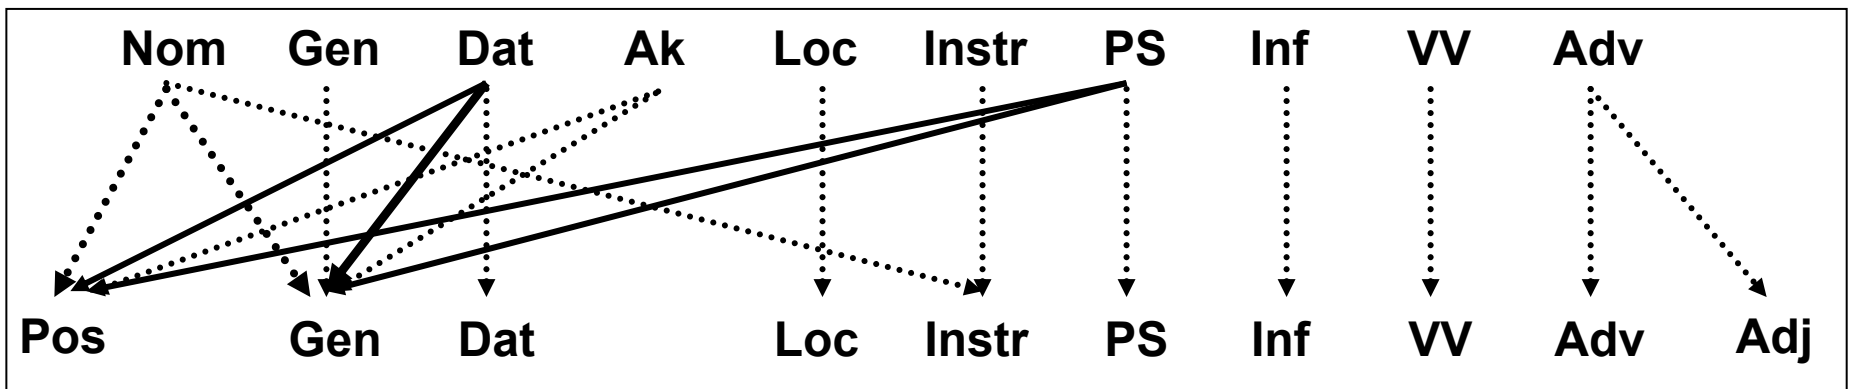 Nom Gen Dat Ak Loc Instr PS Inf VV Adv
Pos Gen Dat Loc Instr PS Inf VV Adv Adj